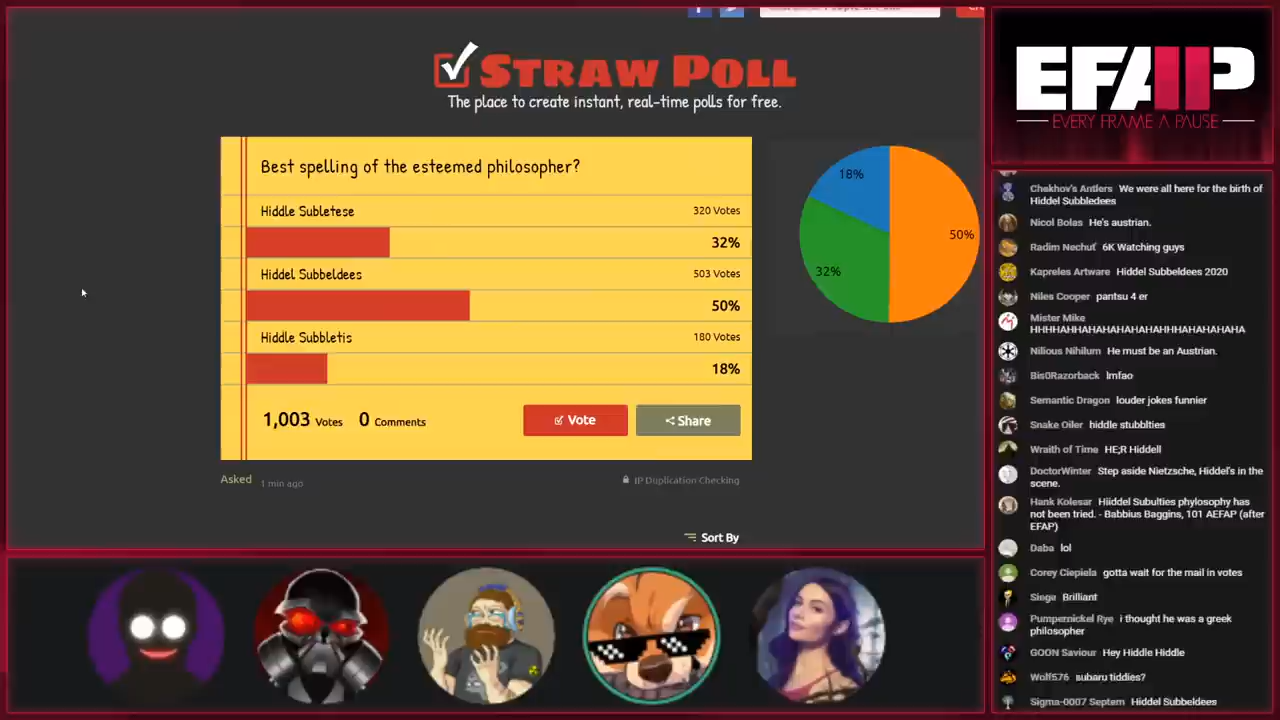 STRAW POLL
The place to create instant, real-time polls for free.
Best spelling of the esteemed philosopher?
Hiddle Subletese 320 Votes
32%
Hiddel Subbeldees 503 Votes
50%
Hiddle Subbletis 180 Votes
18%
1,003 Votes 0 Comments Vote Share
Asked 1 min ago IP Duplication Checking
Sort By
18%
50%
32%
EFAP
EVERY FRAME A PAUSE
Chekhov's Antlers We were all here for the birth of
Hiddel Subbledees
Nicol Bolas He's austrian.
Radim Nechuť 6K Watching guys
Kapreles Artware Hiddel Subbeldees 2020
Niles Cooper pantsu 4 er
Mister Mike
HHHHAHHAHAHAHAHAHAHHHAHAHAHAHA
Nilious Nihilum He must be an Austrian.
Bis0Razorback lmfao
Semantic Dragon louder jokes funnier
Snake Oiler hiddle stubblties
Wraith of Time HE;R Hiddell
DoctorWinter Step aside Nietzsche, Hiddel's in the
scene.
Hank Kolesar Hiiddel Subulties phylosophy has
not been tried. - Babbius Baggins, 101 AEFAP (after
EFAP)
Daba lol
Corey Ciepiela gotta wait for the mail in votes
Siege Brilliant
Pumpernickel Rye i thought he was a greek
philosopher
GOON Saviour Hey Hiddle Hiddle
Wolf576 subaru tiddies?
Sigma-0007 Septem Hiddel Subbeldees